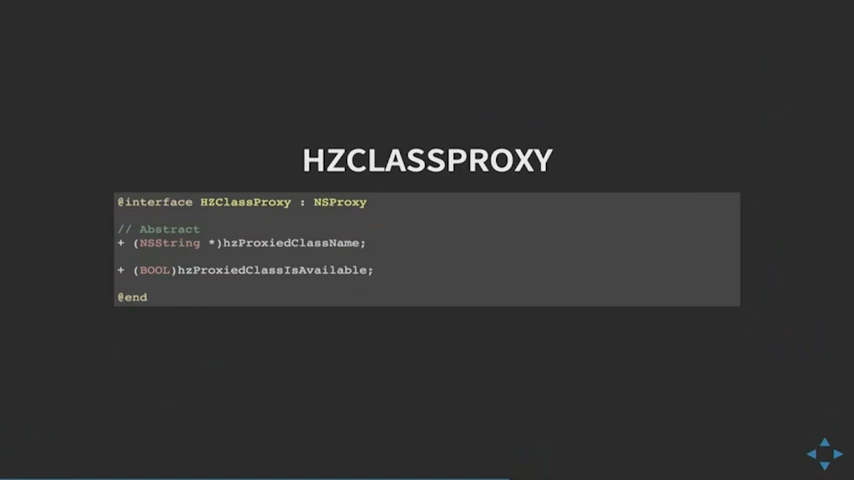 HZCLASSPROXY
@interface HZClassProxy : NSProxy
// Abstract
+ (NSString *)hzProxiedClassName;
+ (BOOL)hzProxiedClassIsAvailable;
@end